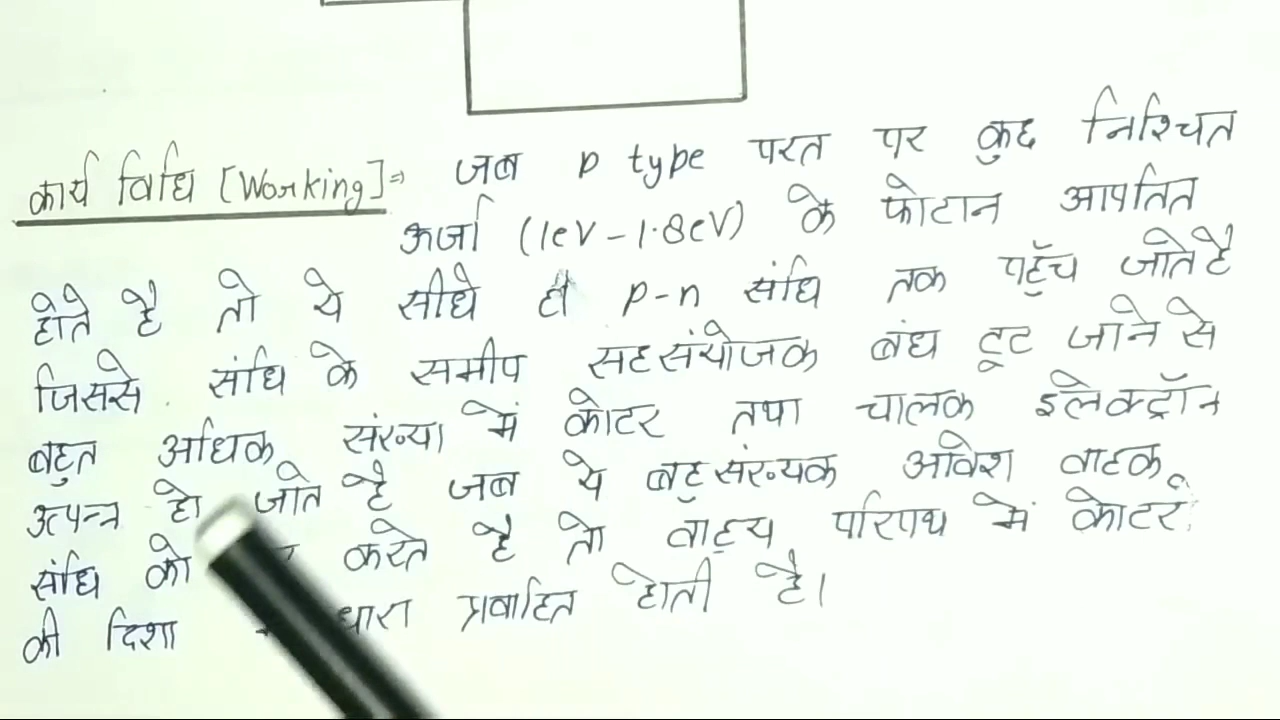 कार्य विधि [Working]⇒ जब p type परत पर कुछ निश्चित
ऊर्जा (1eV - 1.8eV) के फोटान आपतित
होते है तो ये सीधे ही p-n संधि तक पहुँच जाते है
जिससे संधि के समीप सहसंयोजक बंध टूट जाने से
बहुत अधिक संख्या में कोटर तथा चालक इलेक्ट्रॉन
उत्पन्न हो जाते है जब ये बहुसंख्यक आवेश वाहक
संधि को करते है तो वाह्य परिपथ में कोटर
की दिशा धारा प्रवाहित होती है।